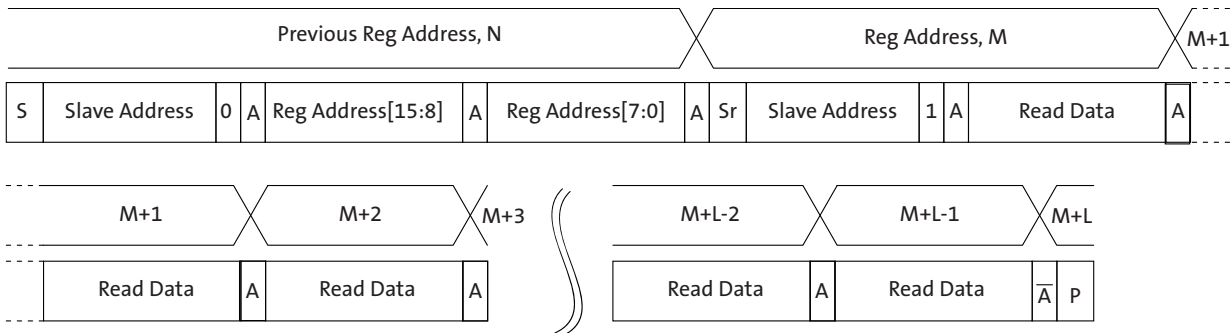 Previous Reg Address, N Reg Address, M M+1
S Slave Address 0 A Reg Address[15:8] A Reg Address[7:0] A Sr Slave Address 1 A Read Data A
M+1 M+2 M+3 M+L-2 M+L-1 M+L
Read Data A Read Data A Read Data A Read Data A̅ P